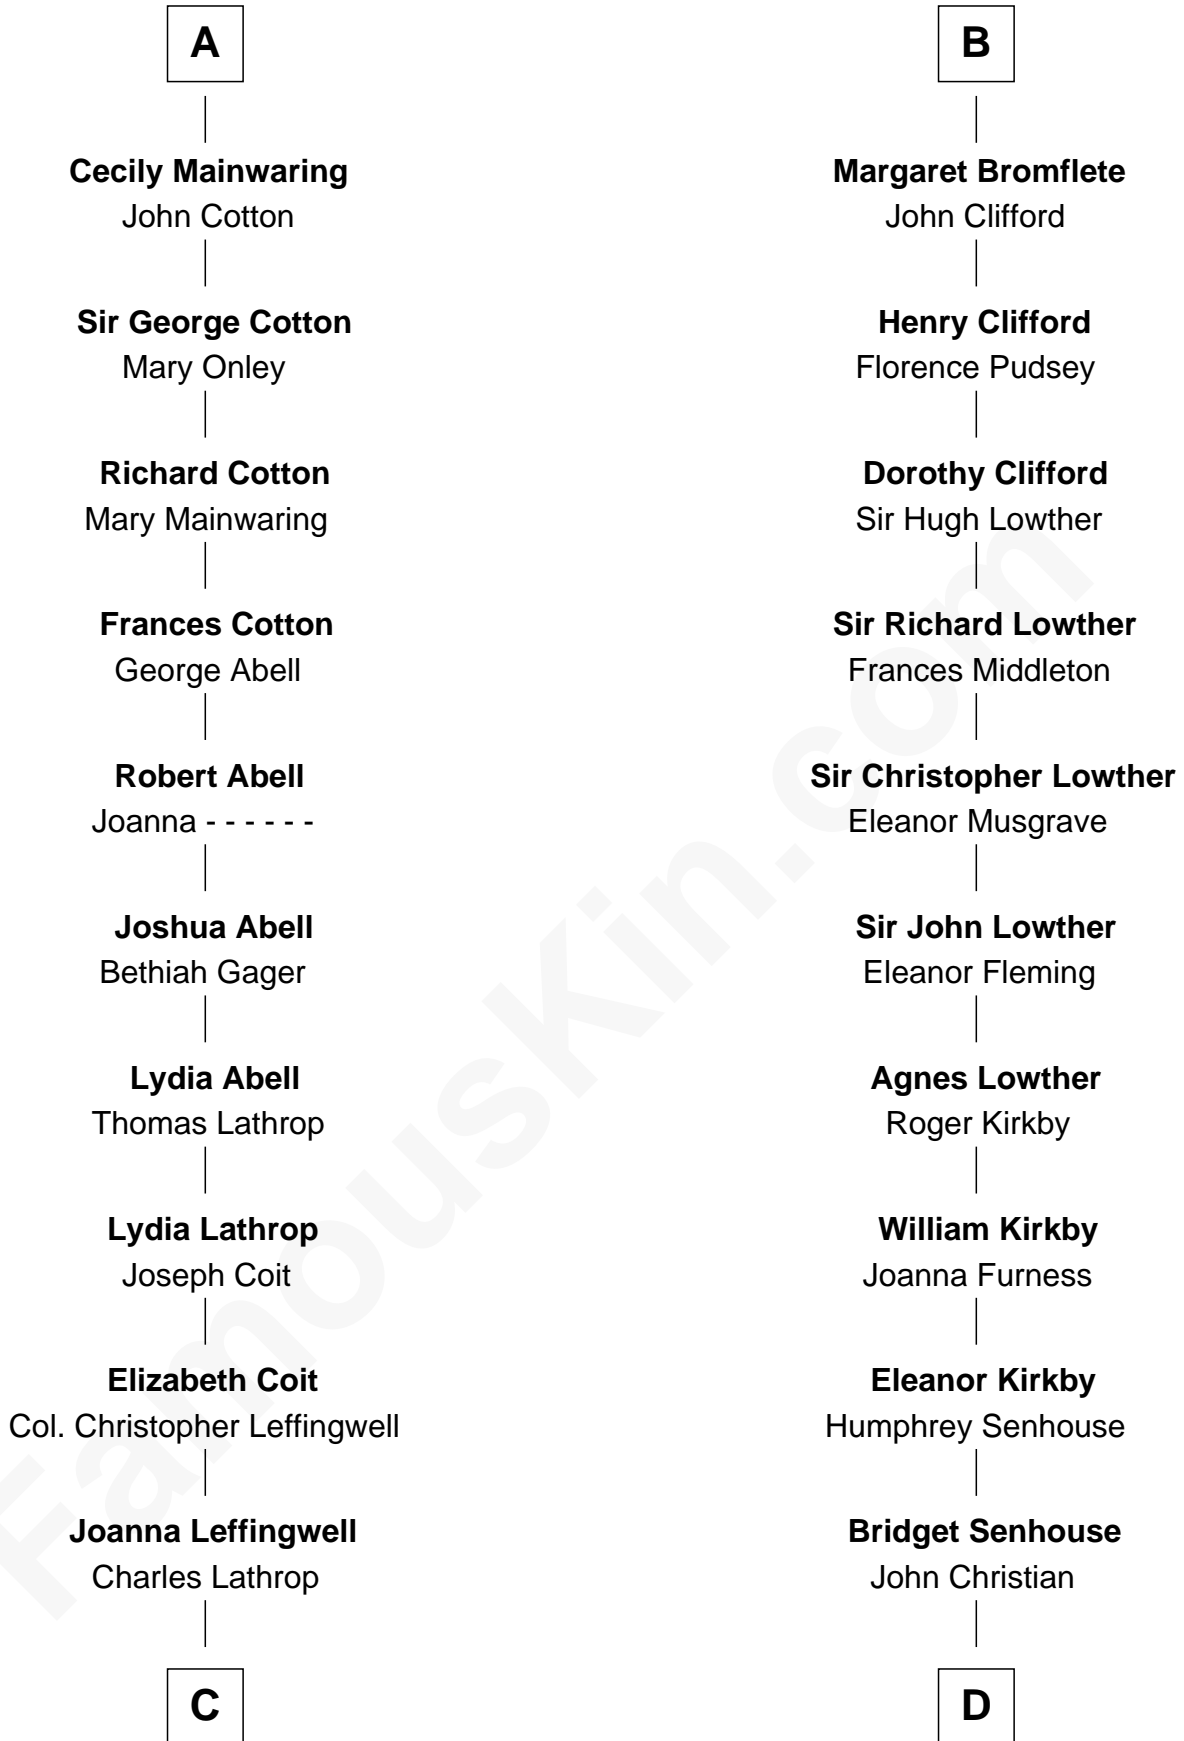 A
Cecily Mainwaring
John Cotton
Sir George Cotton
Mary Onley
Richard Cotton
Mary Mainwaring
Frances Cotton
George Abell
Robert Abell
Joanna - - - - - -
Joshua Abell
Bethiah Gager
Lydia Abell
Thomas Lathrop
Lydia Lathrop
Joseph Coit
Elizabeth Coit
Col. Christopher Leffingwell
Joanna Leffingwell
Charles Lathrop
C
B
Margaret Bromflete
John Clifford
Henry Clifford
Florence Pudsey
Dorothy Clifford
Sir Hugh Lowther
Sir Richard Lowther
Frances Middleton
Sir Christopher Lowther
Eleanor Musgrave
Sir John Lowther
Eleanor Fleming
Agnes Lowther
Roger Kirkby
William Kirkby
Joanna Furness
Eleanor Kirkby
Humphrey Senhouse
Bridget Senhouse
John Christian
D
FamousKin.com